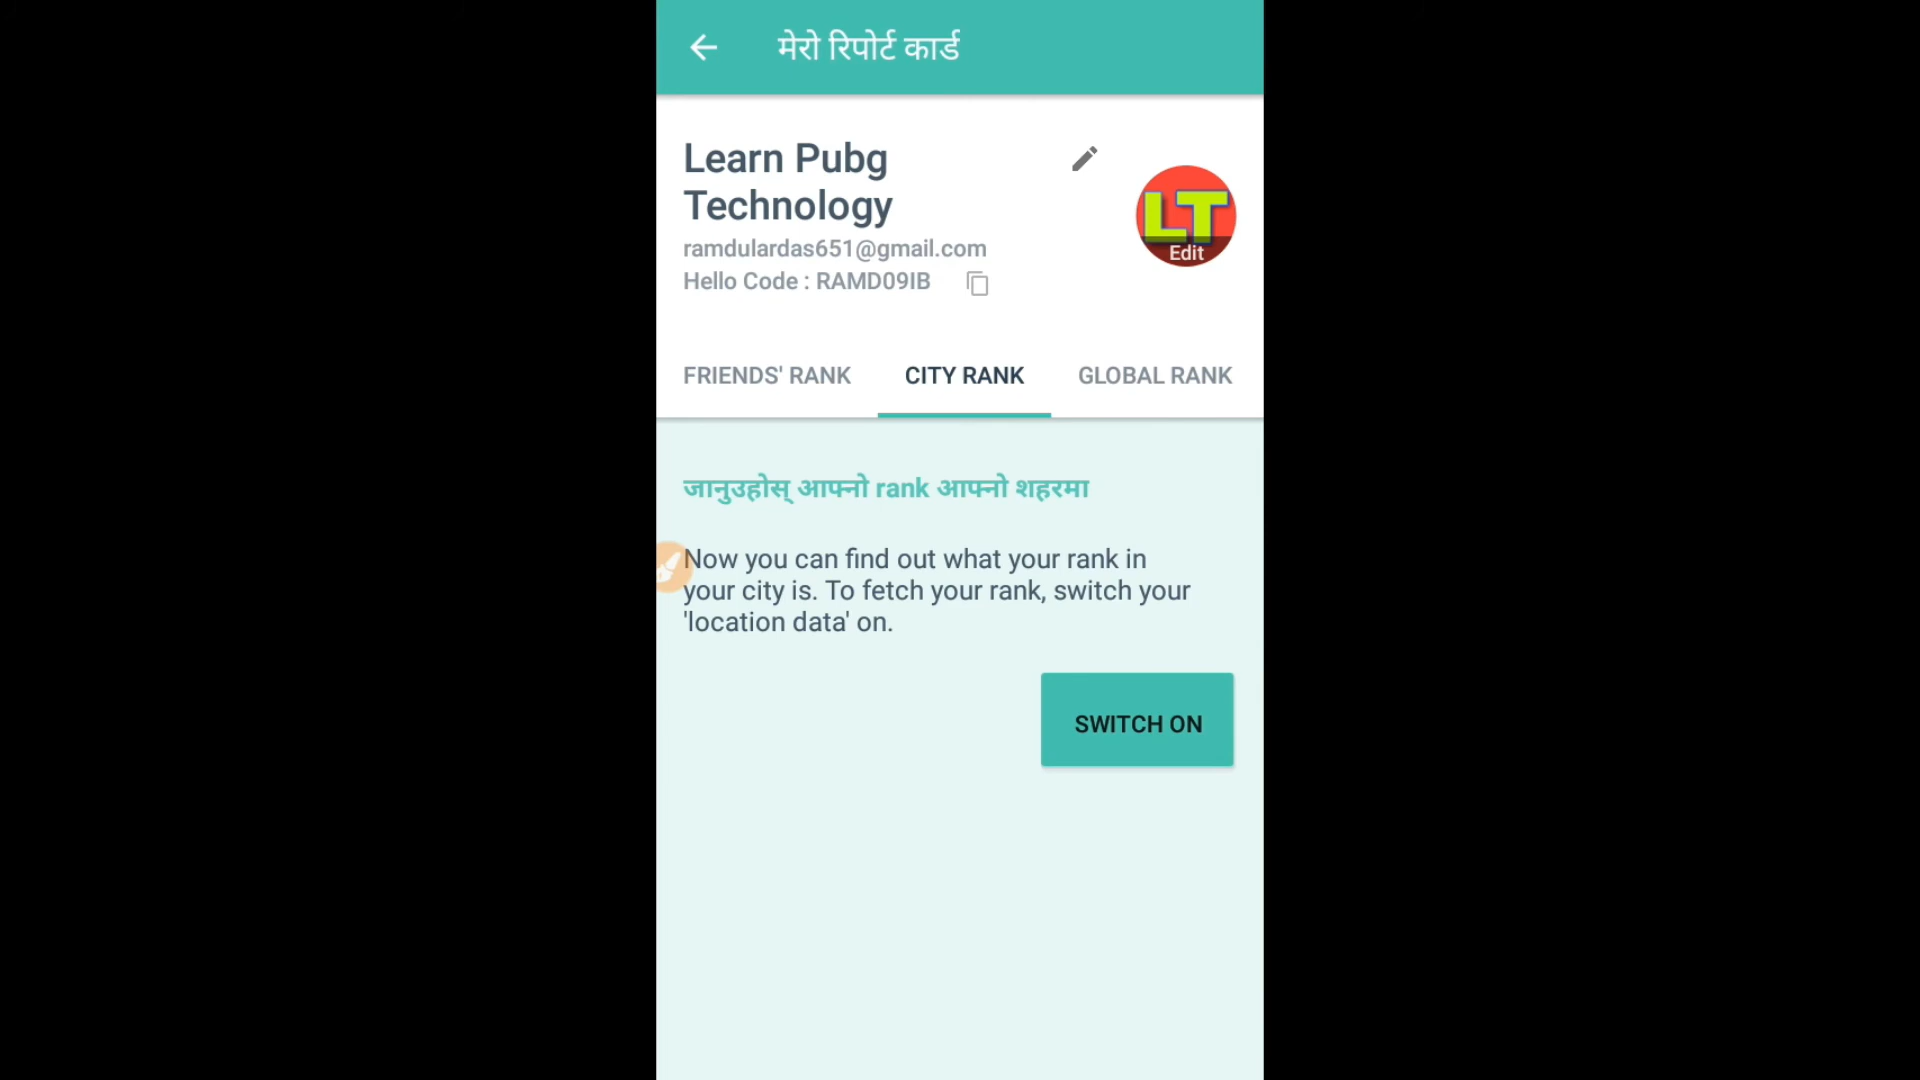 मेरो रिपोर्ट कार्ड
Learn Pubg
Technology
ramdulardas651@gmail.com
Hello Code : RAMD09IB
LT
Edit
FRIENDS' RANK CITY RANK GLOBAL RANK
जानुउहोस् आफ्नो rank आफ्नो शहरमा
Now you can find out what your rank in
your city is. To fetch your rank, switch your
'location data' on.
SWITCH ON